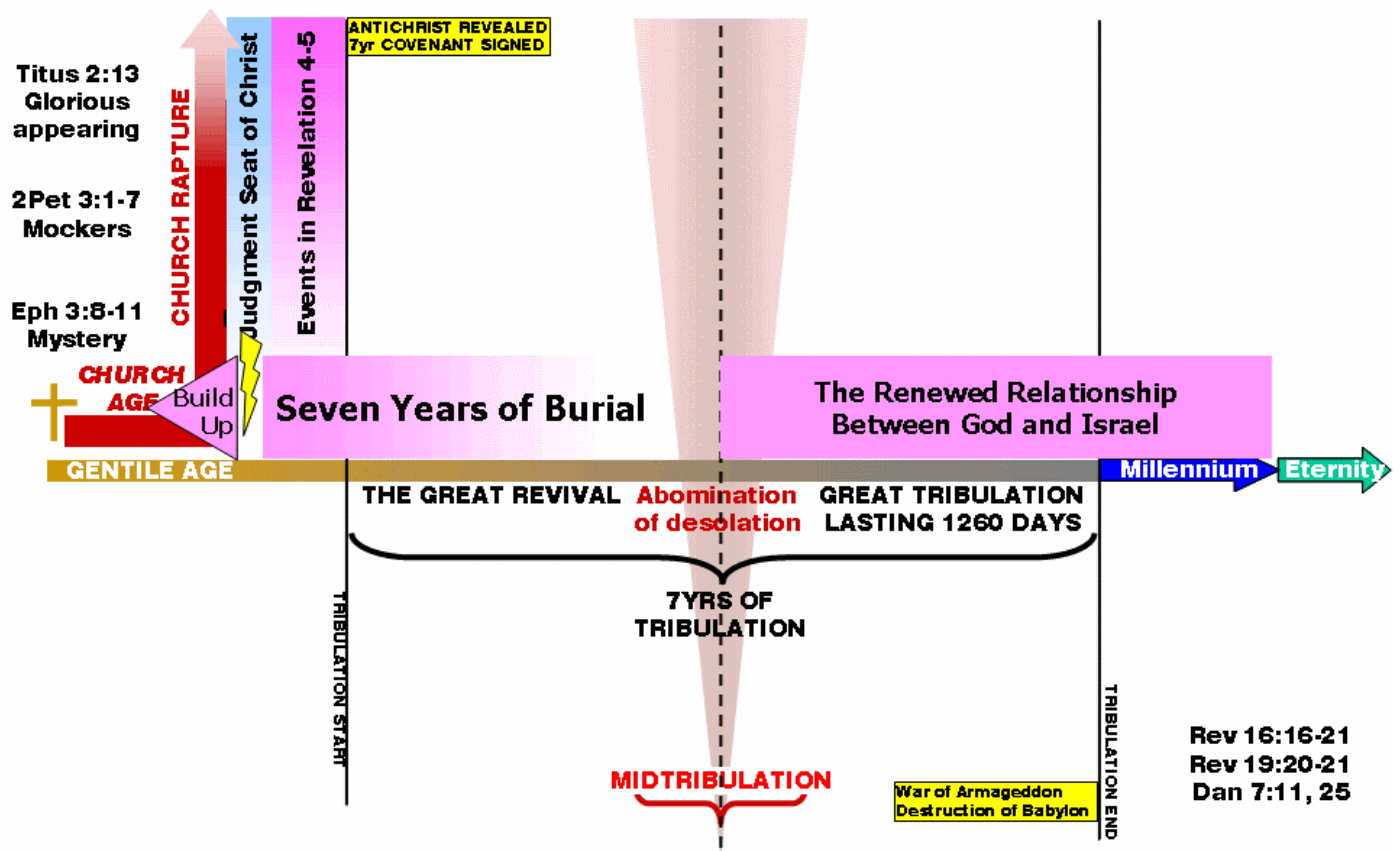 ANTICHRIST REVEALED
7yr COVENANT SIGNED
Titus 2:13
Glorious
appearing
2Pet 3:1-7
Mockers
Eph 3:8-11
Mystery
CHURCH RAPTURE
Judgment Seat of Christ
Events in Revelation 4-5
CHURCH
AGE
Build
Up
Seven Years of Burial
The Renewed Relationship
Between God and Israel
GENTILE AGE
Millennium
Eternity
THE GREAT REVIVAL
Abomination
of desolation
GREAT TRIBULATION
LASTING 1260 DAYS
7YRS OF
TRIBULATION
TRIBULATION START
MIDTRIBULATION
War of Armageddon
Destruction of Babylon
TRIBULATION END
Rev 16:16-21
Rev 19:20-21
Dan 7:11, 25